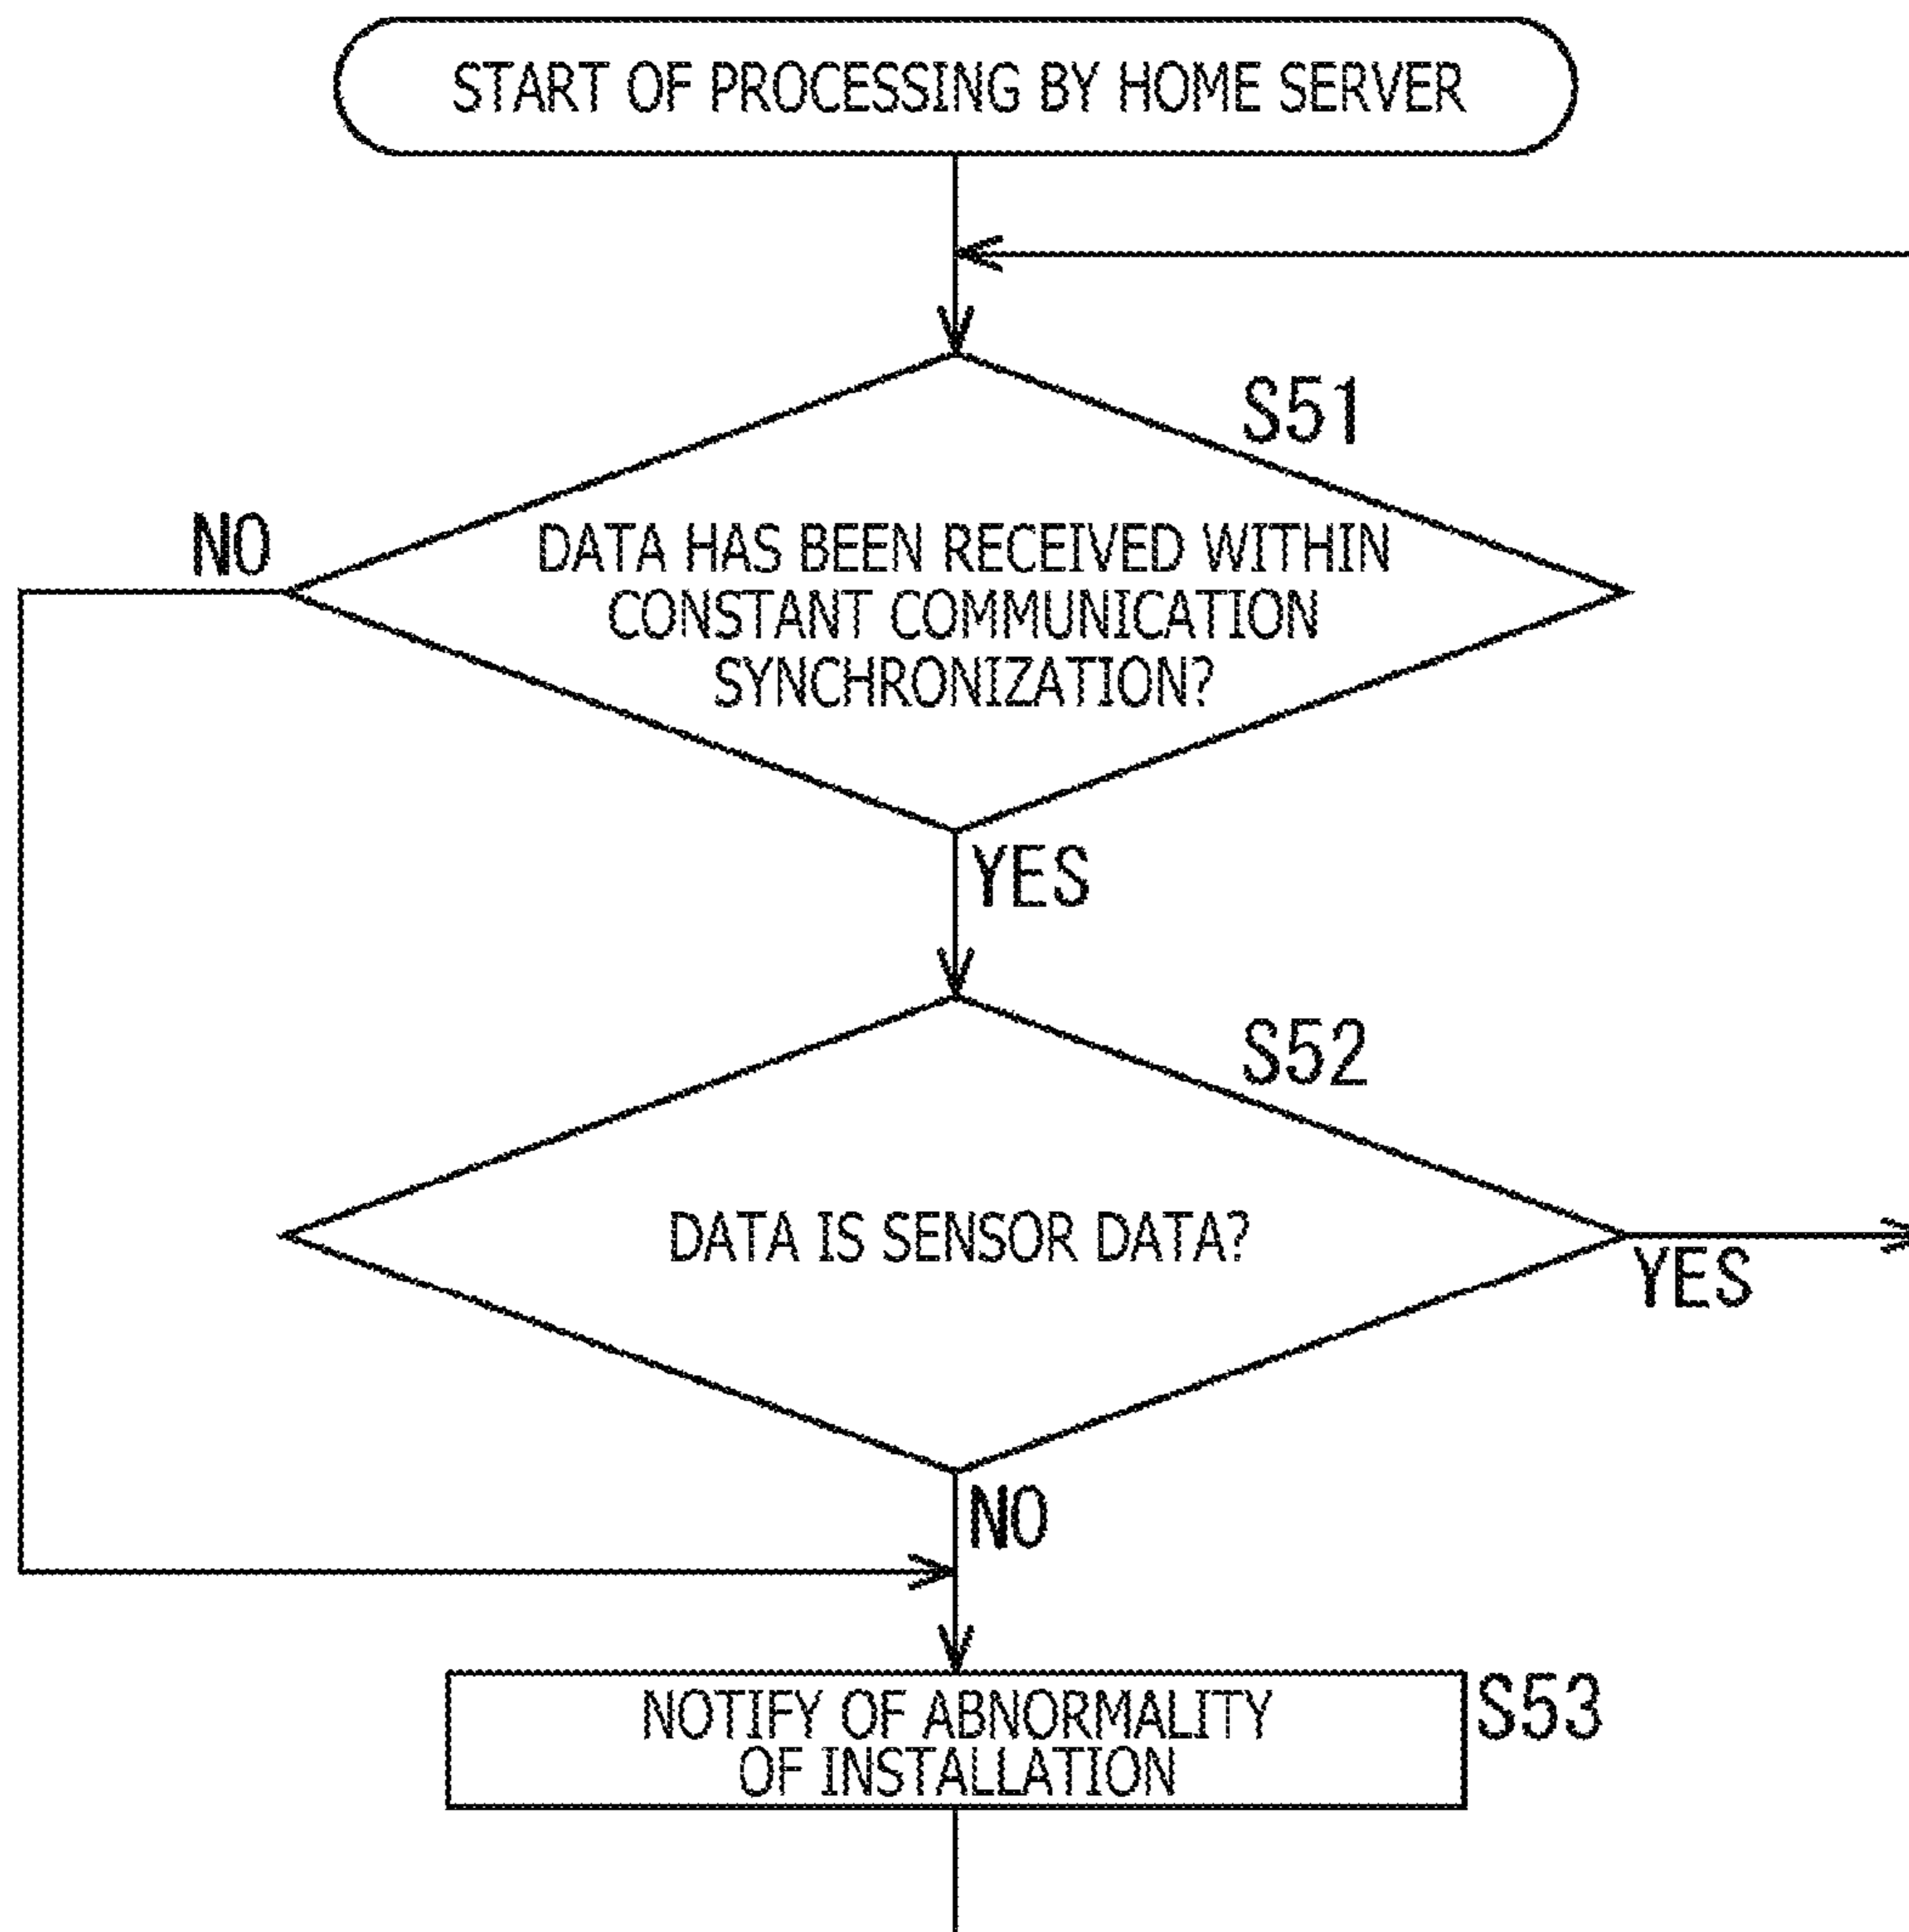 START OF PROCESSING BY HOME SERVER
S51
NO
DATA HAS BEEN RECEIVED WITHIN
CONSTANT COMMUNICATION
SYNCHRONIZATION?
YES
S52
DATA IS SENSOR DATA?
YES
NO
NOTIFY OF ABNORMALITY
OF INSTALLATION
S53